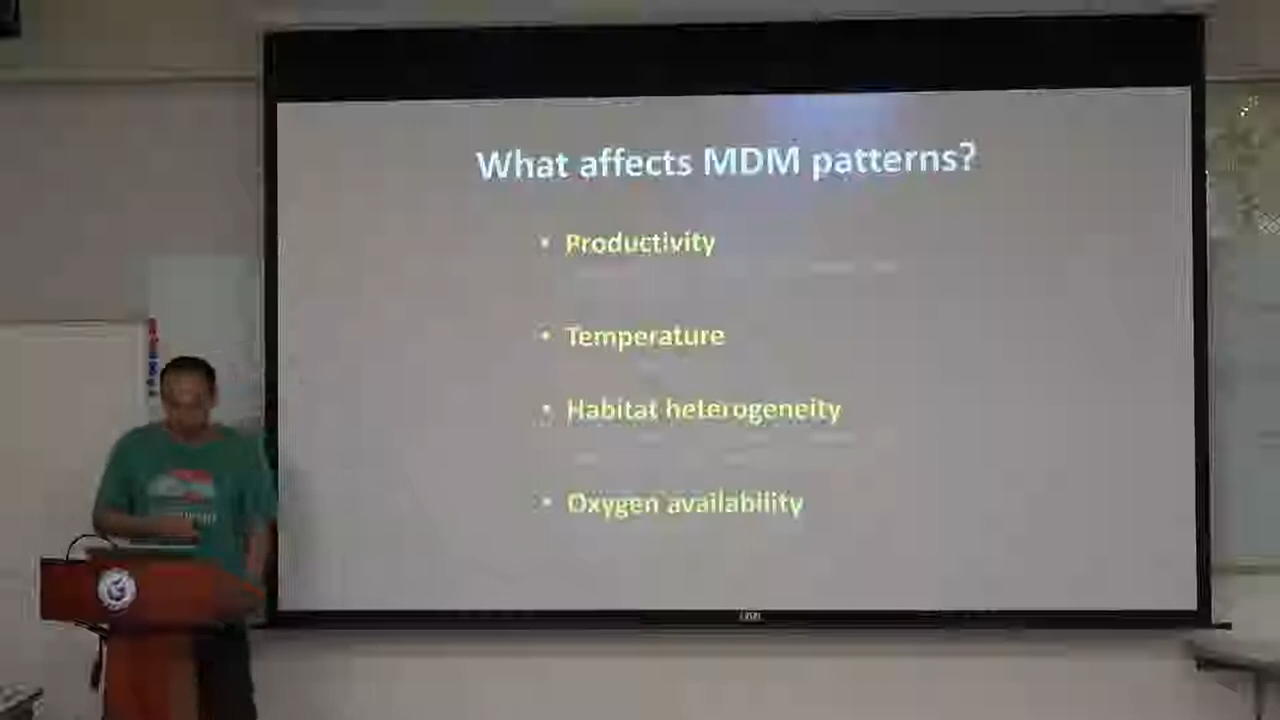 What affects MDM patterns?
• Productivity
• Temperature
• Habitat heterogeneity
• Oxygen availability